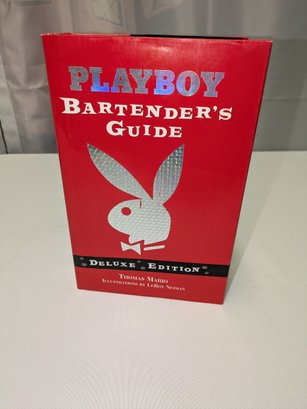 PLAYBOY
BARTENDER'S
GUIDE
DELUXE EDITION
THOMAS MARIO
ILLUSTRATIONS BY LEROY NEIMAN